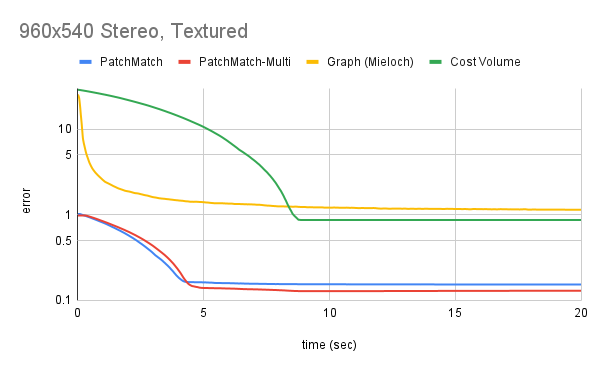 960x540 Stereo, Textured
PatchMatch PatchMatch-Multi Graph (Mieloch) Cost Volume
10
5
1
0.5
0.1
error
0 5 10 15 20
time (sec)